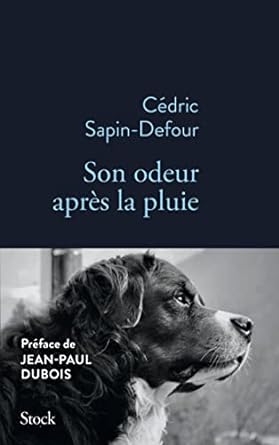 Cédric
Sapin-Defour
Son odeur
après la pluie
Préface de
JEAN-PAUL
DUBOIS
Stock